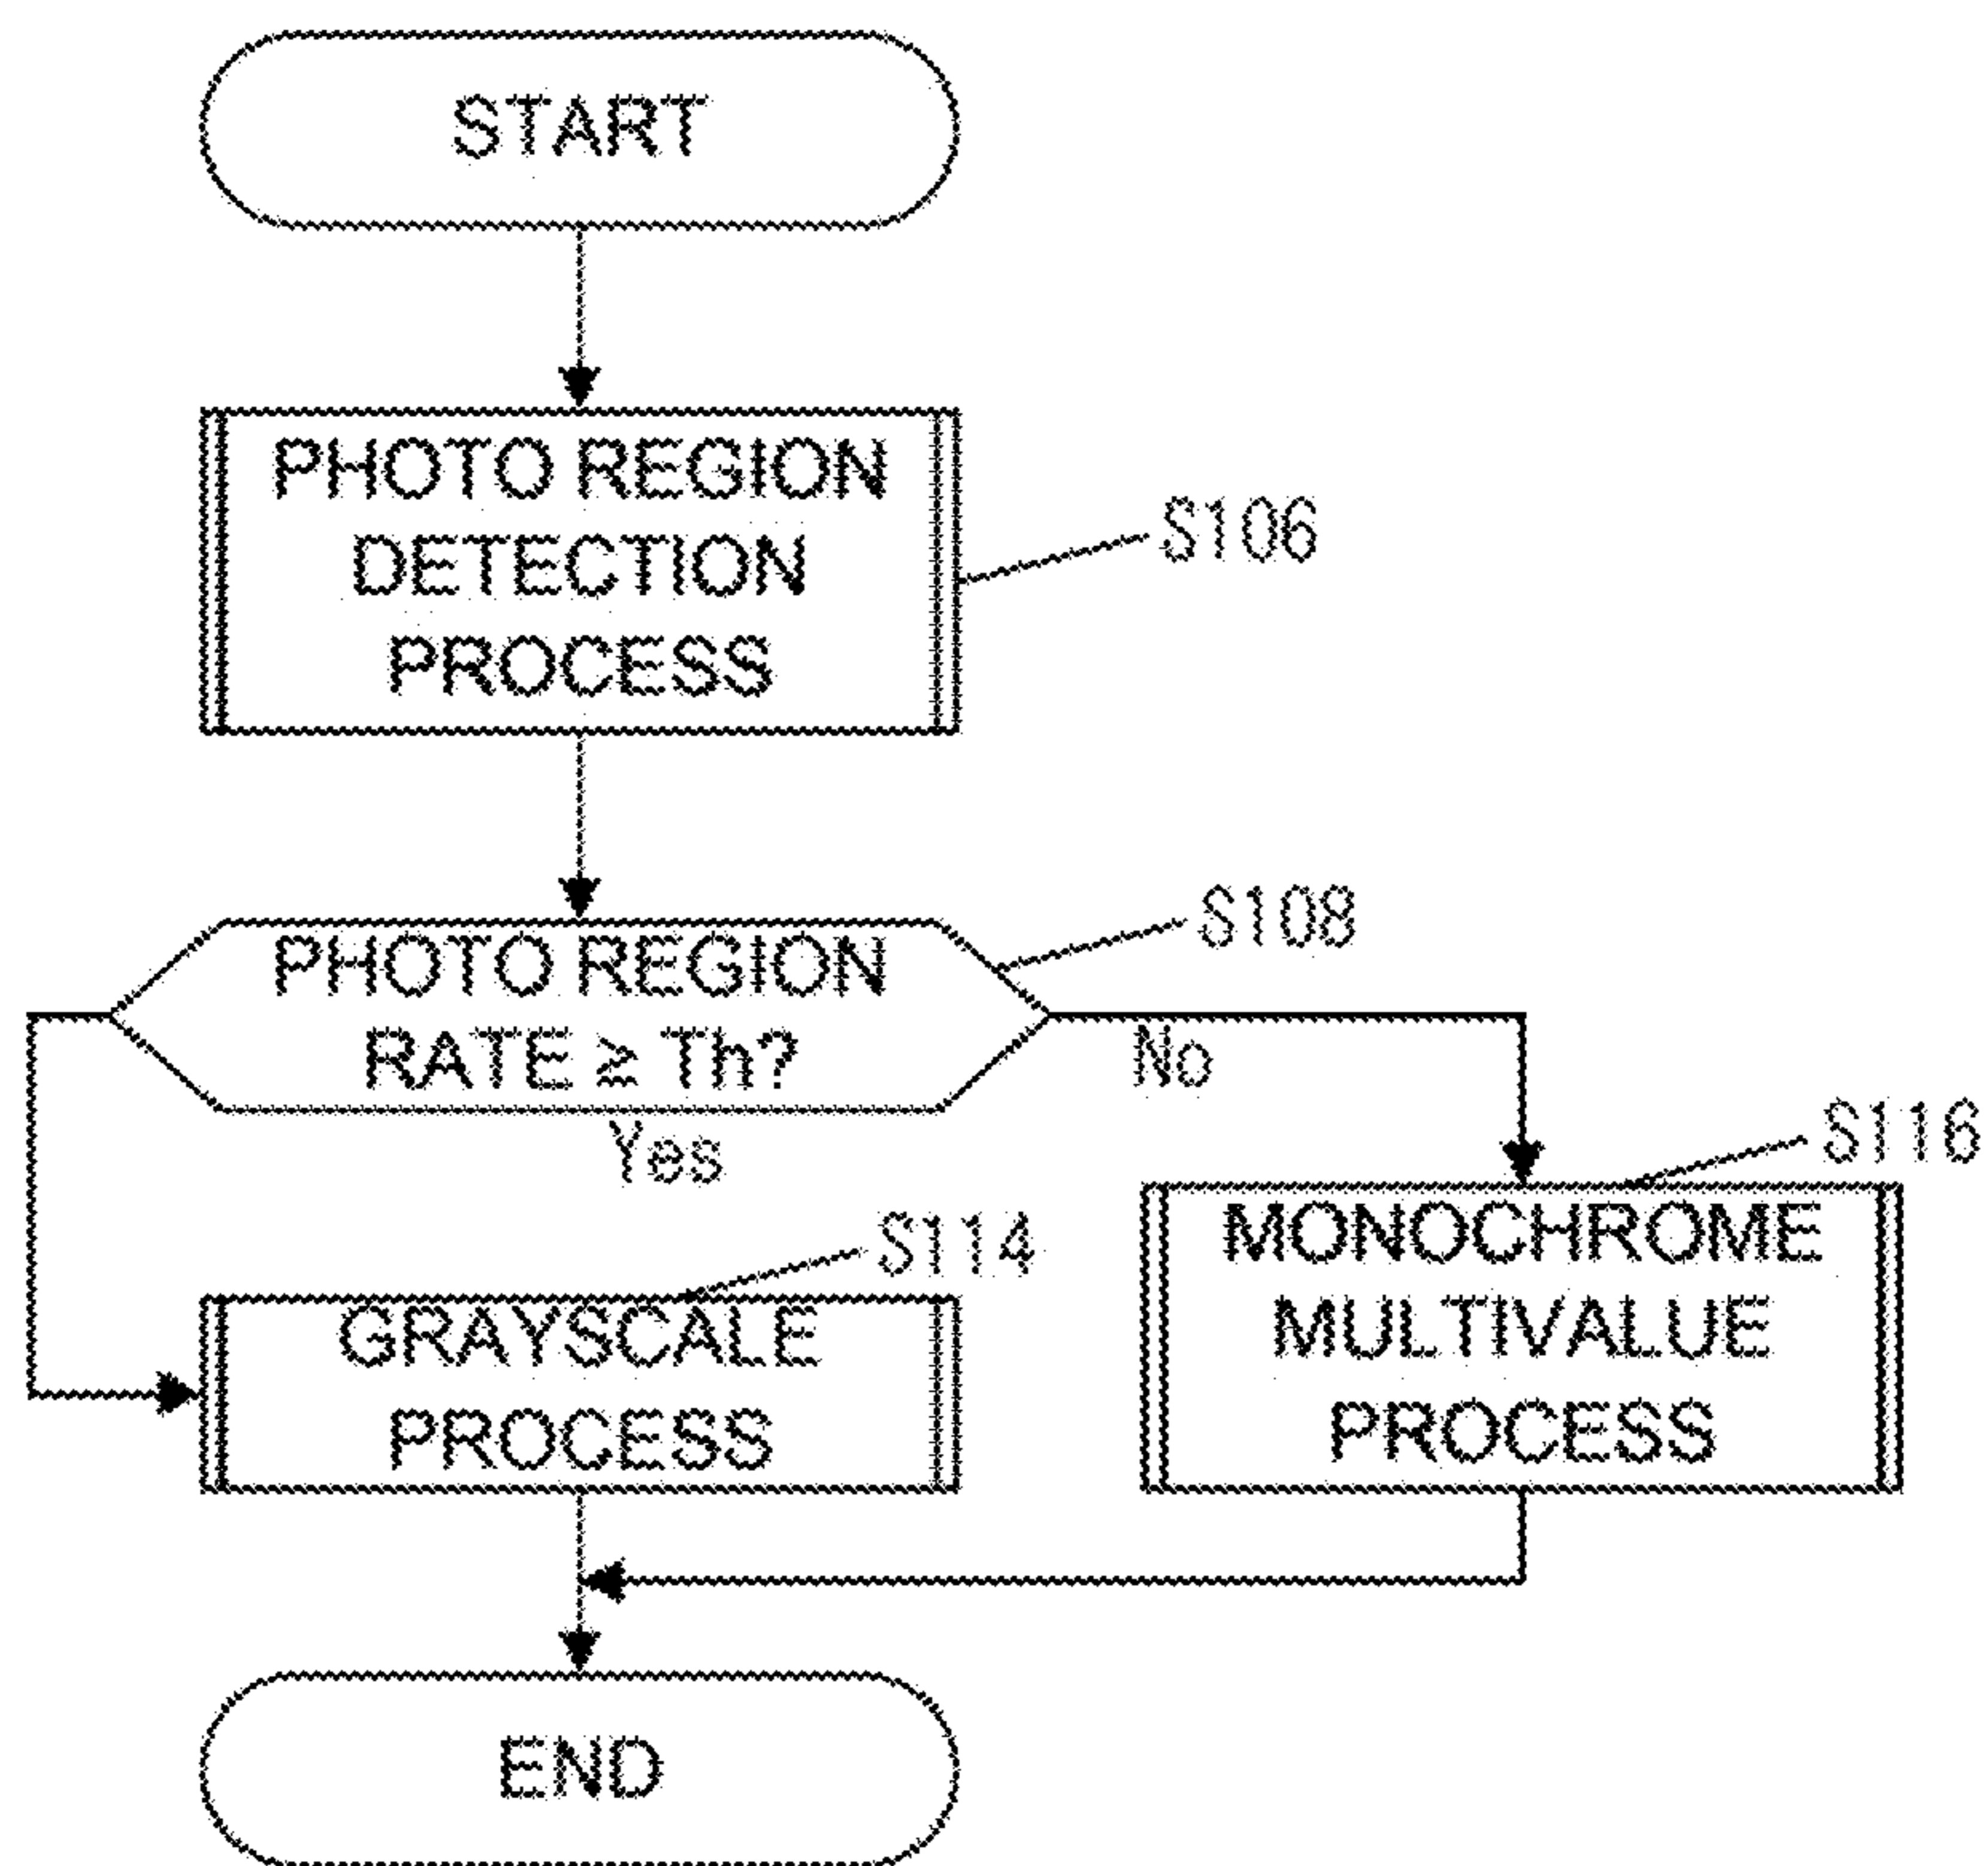 START
PHOTO REGION
DETECTION
PROCESS
S106
PHOTO REGION
RATE ≥ Th?
S108
No
Yes
S116
MONOCHROME
MULTIVALUE
PROCESS
S114
GRAYSCALE
PROCESS
END